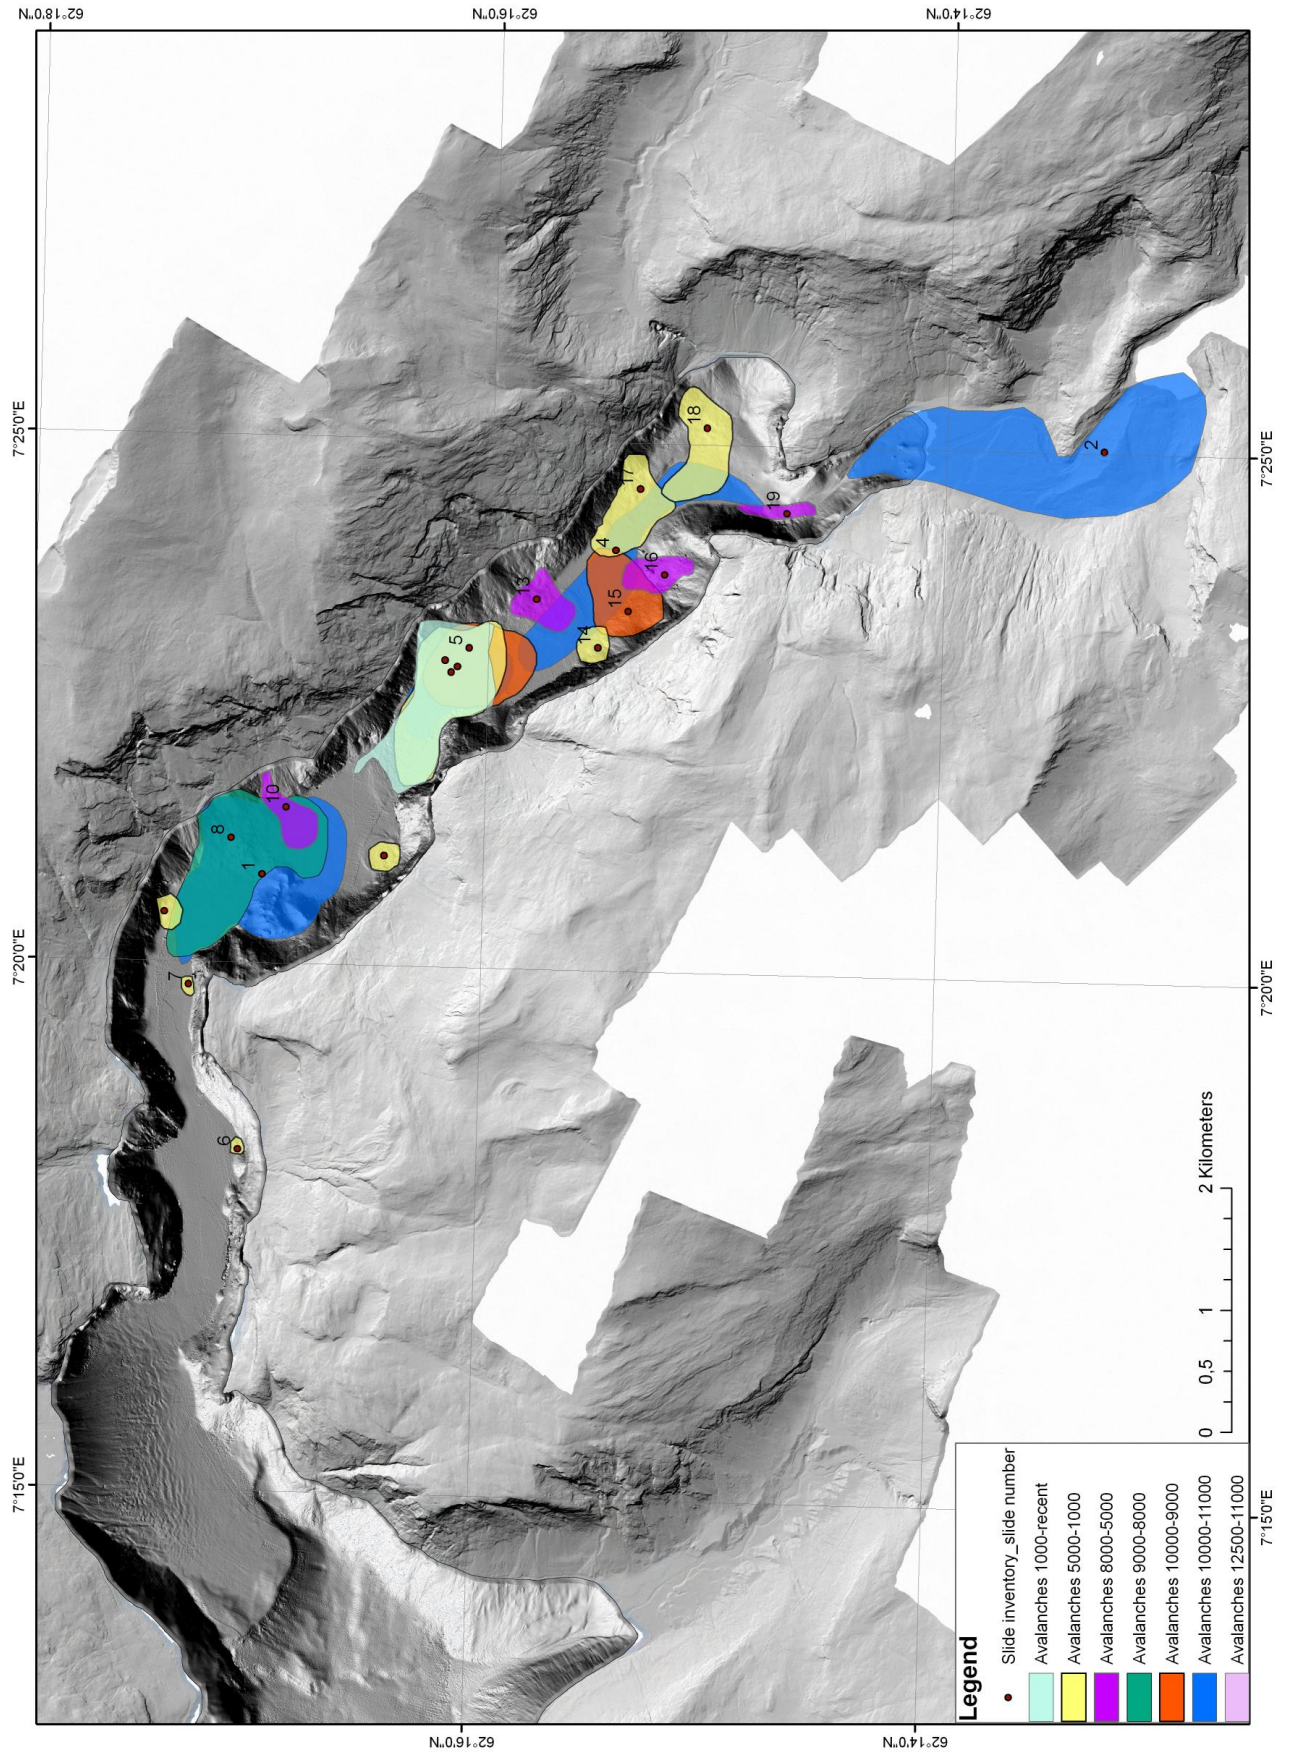 7°15'0"E
7°20'0"E
7°25'0"E
62°18'0"N
62°16'0"N
62°16'0"N
62°14'0"N
62°14'0"N
6
7
8
1
10
5
13
14
15
4
16
17
18
19
2
Legend
Slide inventory_slide number
Avalanches 1000-recent
Avalanches 5000-1000
Avalanches 8000-5000
Avalanches 9000-8000
Avalanches 10000-9000
Avalanches 10000-11000
Avalanches 12500-11000
0 0,5 1 2 Kilometers
7°15'0"E
7°20'0"E
7°25'0"E